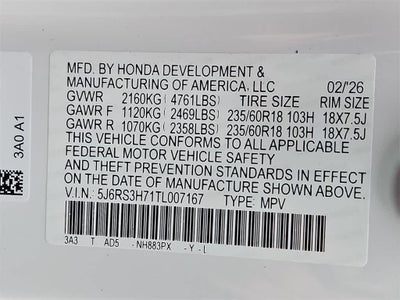 3A0 A1
MFD. BY HONDA DEVELOPMENT &
MANUFACTURING OF AMERICA, LLC 02/'26
GVWR 2160KG (4761LBS) TIRE SIZE RIM SIZE
GAWR F 1120KG (2469LBS) 235/60R18 103H 18X7.5J
GAWR R 1070KG (2358LBS) 235/60R18 103H 18X7.5J
THIS VEHICLE CONFORMS TO ALL APPLICABLE
FEDERAL MOTOR VEHICLE SAFETY
AND THEFT PREVENTION STANDARDS IN EFFECT
ON THE DATE OF MANUFACTURE SHOWN ABOVE.
V.I.N.: 5J6RS3H71TL007167 TYPE: MPV
3A3 T AD5 - NH883PX - Y - L